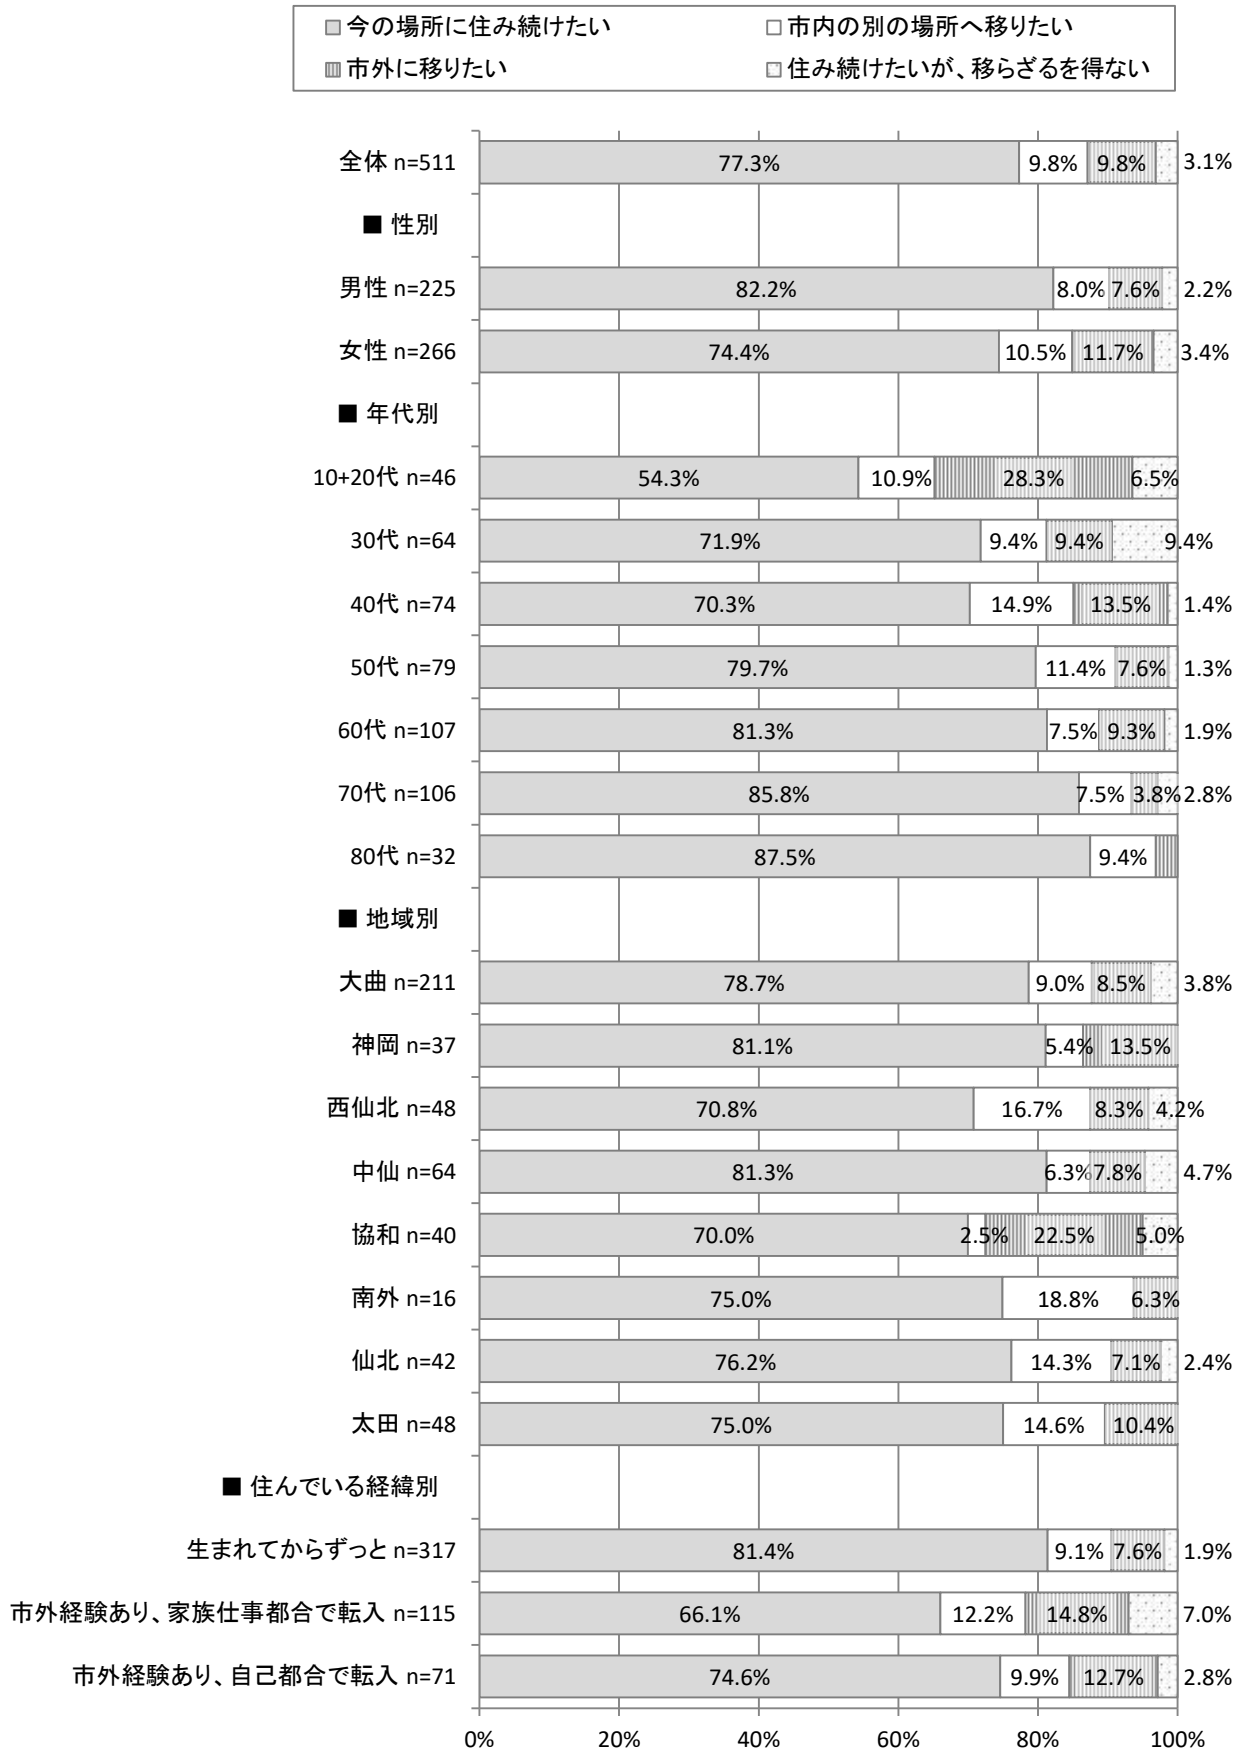 今の場所に住み続けたい 市内の別の場所へ移りたい
市外に移りたい 住み続けたいが、移らざるを得ない
全体 n=511 77.3% 9.8% 9.8% 3.1%
■ 性別
男性 n=225 82.2% 8.0% 7.6% 2.2%
女性 n=266 74.4% 10.5% 11.7% 3.4%
■ 年代別
10+20代 n=46 54.3% 10.9% 28.3% 6.5%
30代 n=64 71.9% 9.4% 9.4% 9.4%
40代 n=74 70.3% 14.9% 13.5% 1.4%
50代 n=79 79.7% 11.4% 7.6% 1.3%
60代 n=107 81.3% 7.5% 9.3% 1.9%
70代 n=106 85.8% 7.5% 3.8% 2.8%
80代 n=32 87.5% 9.4%
■ 地域別
大曲 n=211 78.7% 9.0% 8.5% 3.8%
神岡 n=37 81.1% 5.4% 13.5%
西仙北 n=48 70.8% 16.7% 8.3% 4.2%
中仙 n=64 81.3% 6.3% 7.8% 4.7%
協和 n=40 70.0% 2.5% 22.5% 5.0%
南外 n=16 75.0% 18.8% 6.3%
仙北 n=42 76.2% 14.3% 7.1% 2.4%
太田 n=48 75.0% 14.6% 10.4%
■ 住んでいる経緯別
生まれてからずっと n=317 81.4% 9.1% 7.6% 1.9%
市外経験あり、家族仕事都合で転入 n=115 66.1% 12.2% 14.8% 7.0%
市外経験あり、自己都合で転入 n=71 74.6% 9.9% 12.7% 2.8%
0% 20% 40% 60% 80% 100%